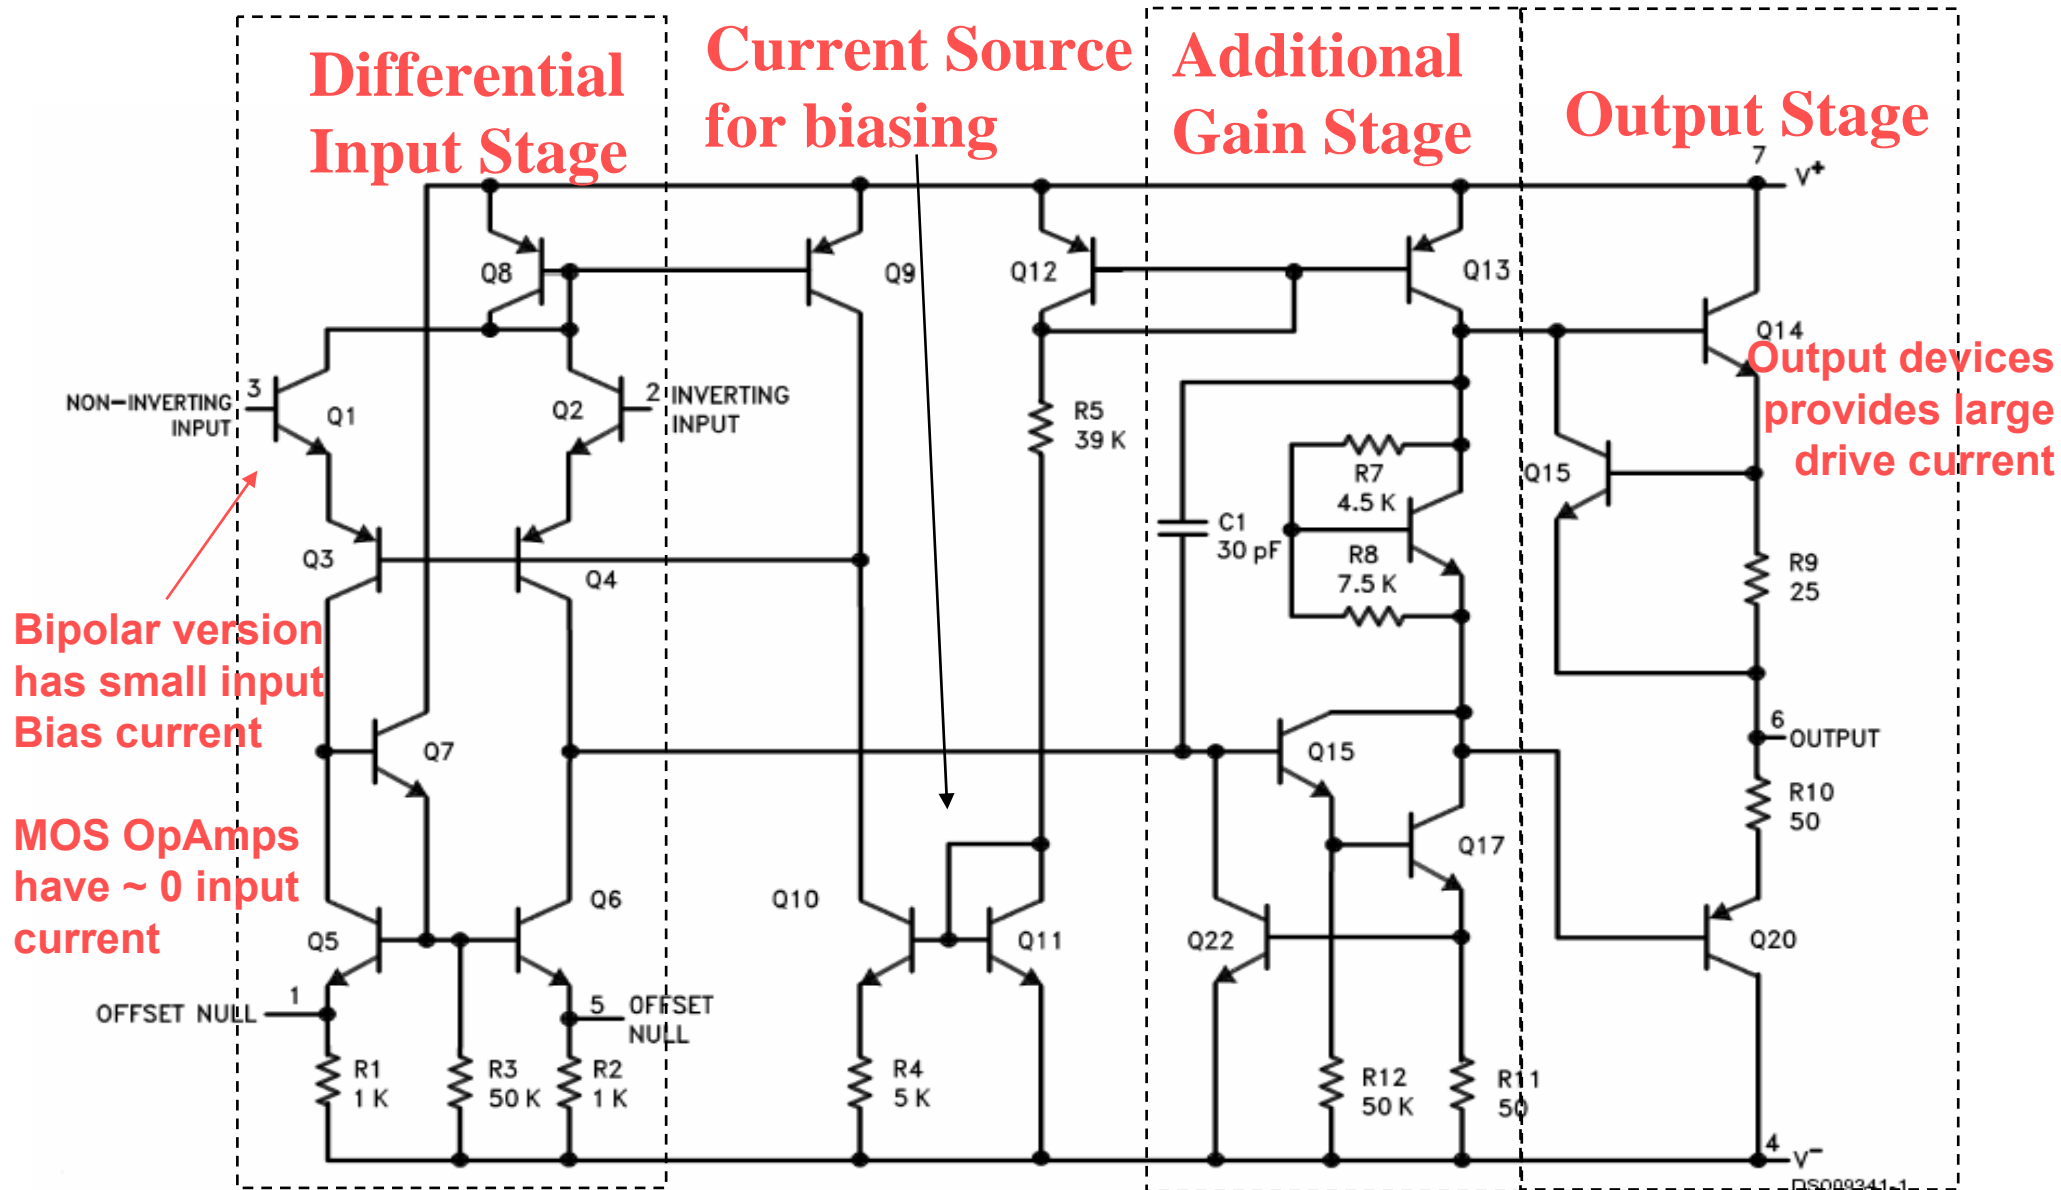 Differential
Input Stage
Current Source
for biasing
Additional
Gain Stage
Output Stage
7
V+
Q8
Q9
Q12
Q13
Q14
Output devices
provides large
drive current
NON-INVERTING
INPUT
3
Q1
Q2
2
INVERTING
INPUT
R5
39 K
R7
4.5 K
Q15
C1
30 pF
R8
7.5 K
R9
25
Q3
Q4
Bipolar version
has small input
Bias current
Q7
Q15
6
OUTPUT
R10
50
MOS OpAmps
have ~ 0 input
current
Q5
Q6
Q10
Q11
Q17
Q22
Q20
OFFSET NULL
1
5
OFFSET
NULL
R1
1 K
R3
50 K
R2
1 K
R4
5 K
R12
50 K
R11
50
4
V−
DS009341-1